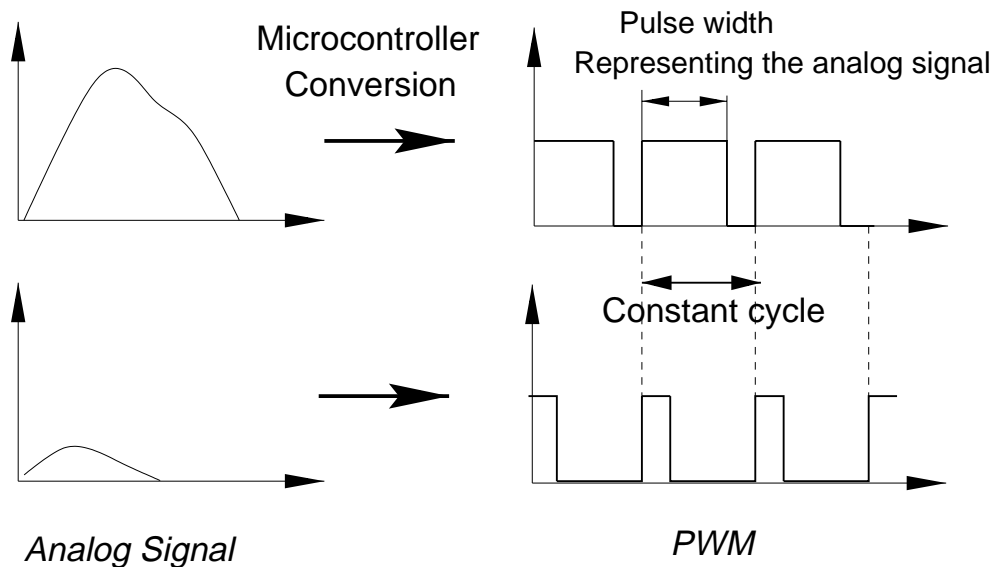 Microcontroller
Conversion
Pulse width
Representing the analog signal
Constant cycle
Analog Signal
PWM